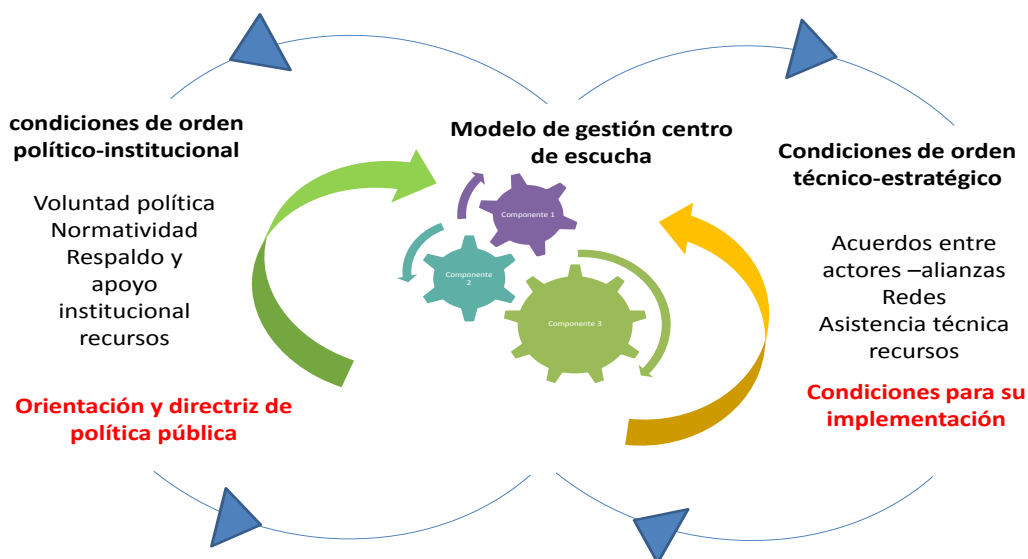 condiciones de orden
político-institucional
Voluntad política
Normatividad
Respaldo y
apoyo
institucional
recursos
Orientación y directriz de
política pública
Modelo de gestión centro
de escucha
Componente 1
Componente
2
Componente 3
Condiciones de orden
técnico-estratégico
Acuerdos entre
actores –alianzas
Redes
Asistencia técnica
recursos
Condiciones para su
implementación